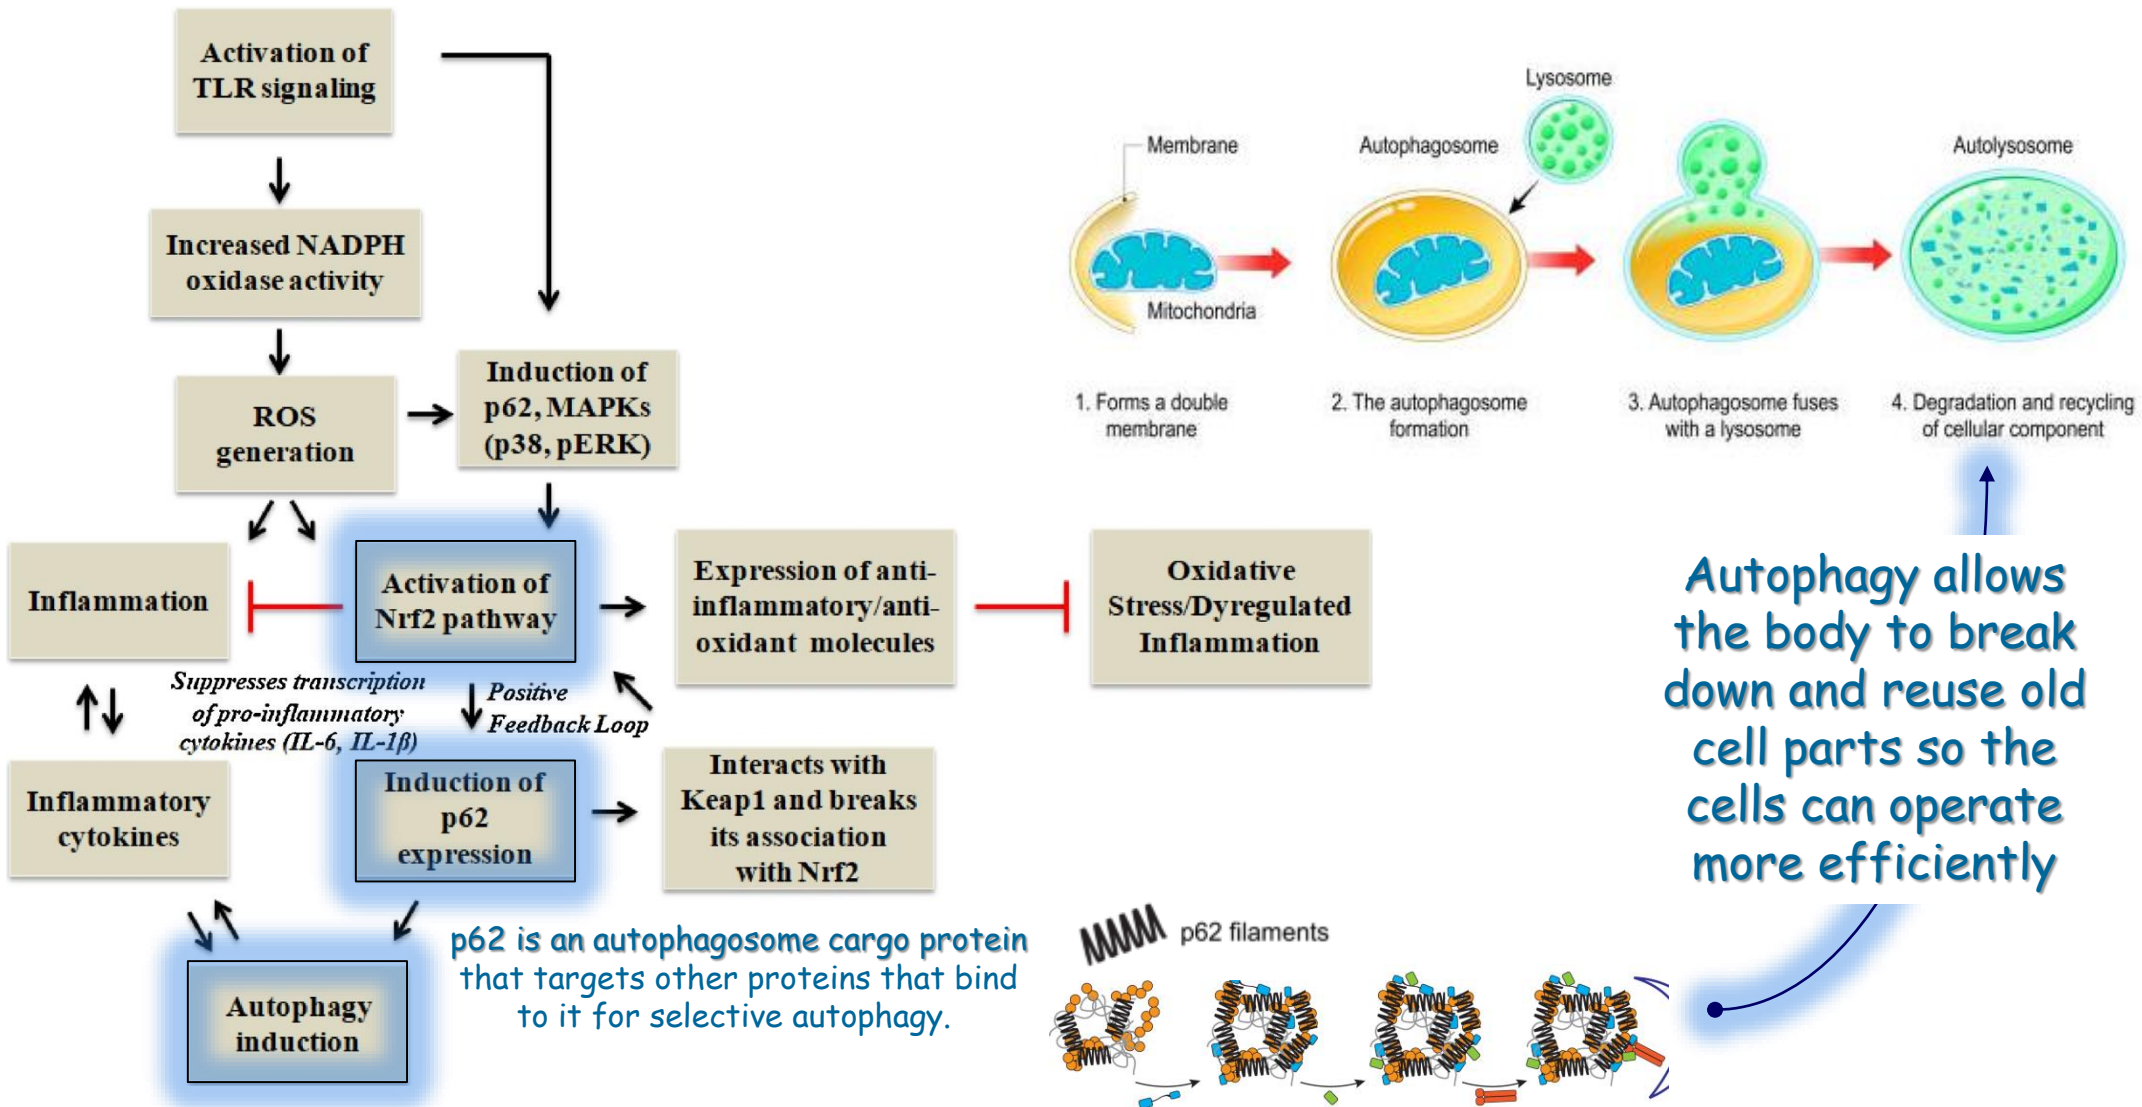 Activation of
TLR signaling
Increased NADPH
oxidase activity
ROS
generation
Induction of
p62, MAPKs
(p38, pERK)
Inflammation
Activation of
Nrf2 pathway
Expression of anti-
inflammatory/anti-
oxidant molecules
Oxidative
Stress/Dyregulated
Inflammation
Suppresses transcription
of pro-inflammatory
cytokines (IL-6, IL-1β)
Positive
Feedback Loop
Inflammatory
cytokines
Induction of
p62
expression
Interacts with
Keap1 and breaks
its association
with Nrf2
Autophagy
induction
p62 is an autophagosome cargo protein
that targets other proteins that bind
to it for selective autophagy.
Lysosome
Membrane
Autophagosome
Autolysosome
Mitochondria
1. Forms a double
membrane
2. The autophagosome
formation
3. Autophagosome fuses
with a lysosome
4. Degradation and recycling
of cellular component
Autophagy allows
the body to break
down and reuse old
cell parts so the
cells can operate
more efficiently
p62 filaments